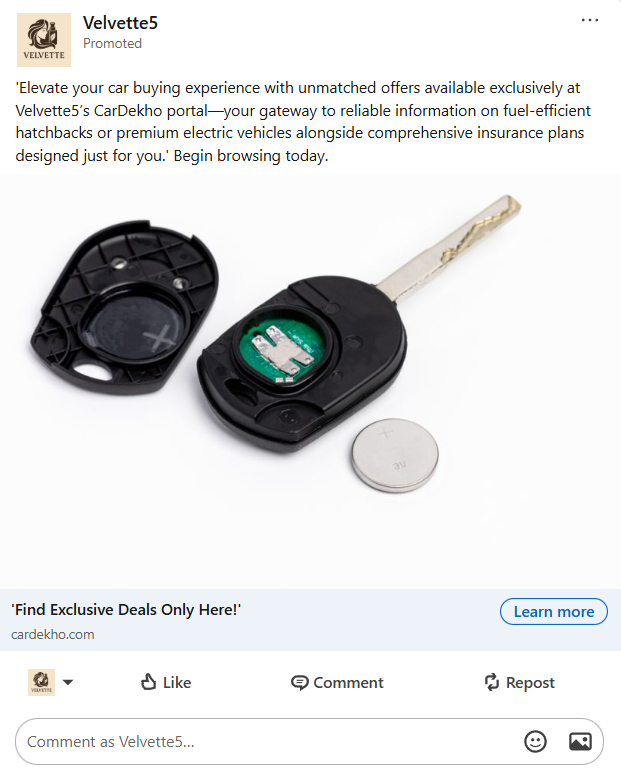 Velvette5
Promoted
VELVETTE
'Elevate your car buying experience with unmatched offers available exclusively at
Velvette5's CarDekho portal—your gateway to reliable information on fuel-efficient
hatchbacks or premium electric vehicles alongside comprehensive insurance plans
designed just for you.' Begin browsing today.
+
3V
'Find Exclusive Deals Only Here!'
Learn more
cardekho.com
VELVETTE
Like
Comment
Repost
Comment as Velvette5...